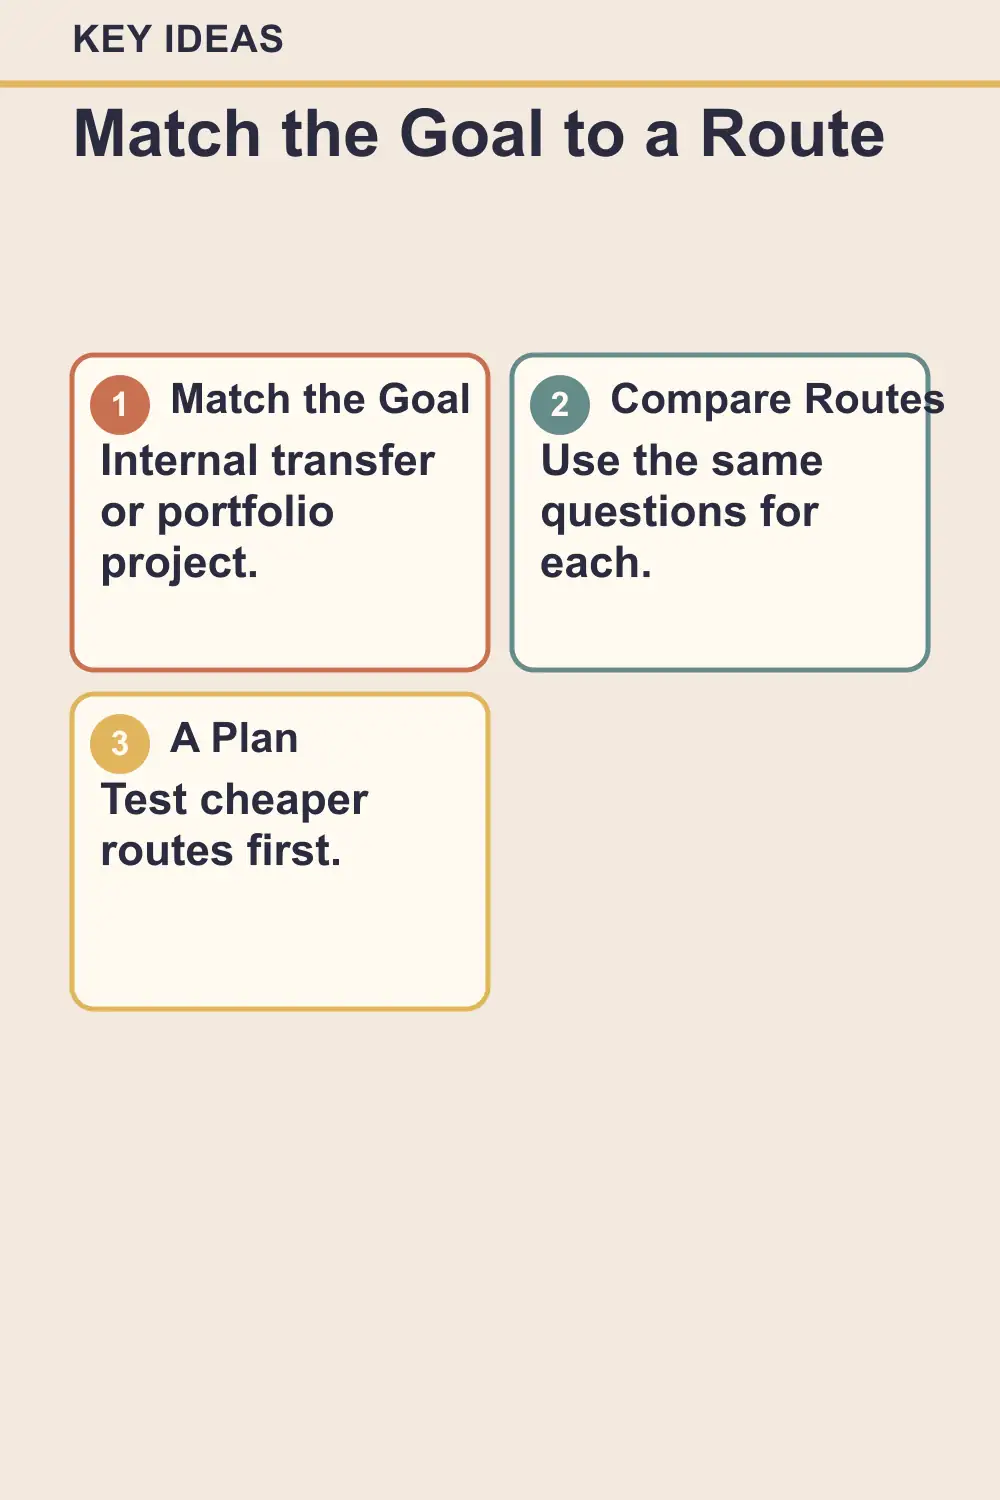 KEY IDEAS
Match the Goal to a Route
1 Match the Goal
Internal transfer
or portfolio
project.
2 Compare Routes
Use the same
questions for
each.
3 A Plan
Test cheaper
routes first.